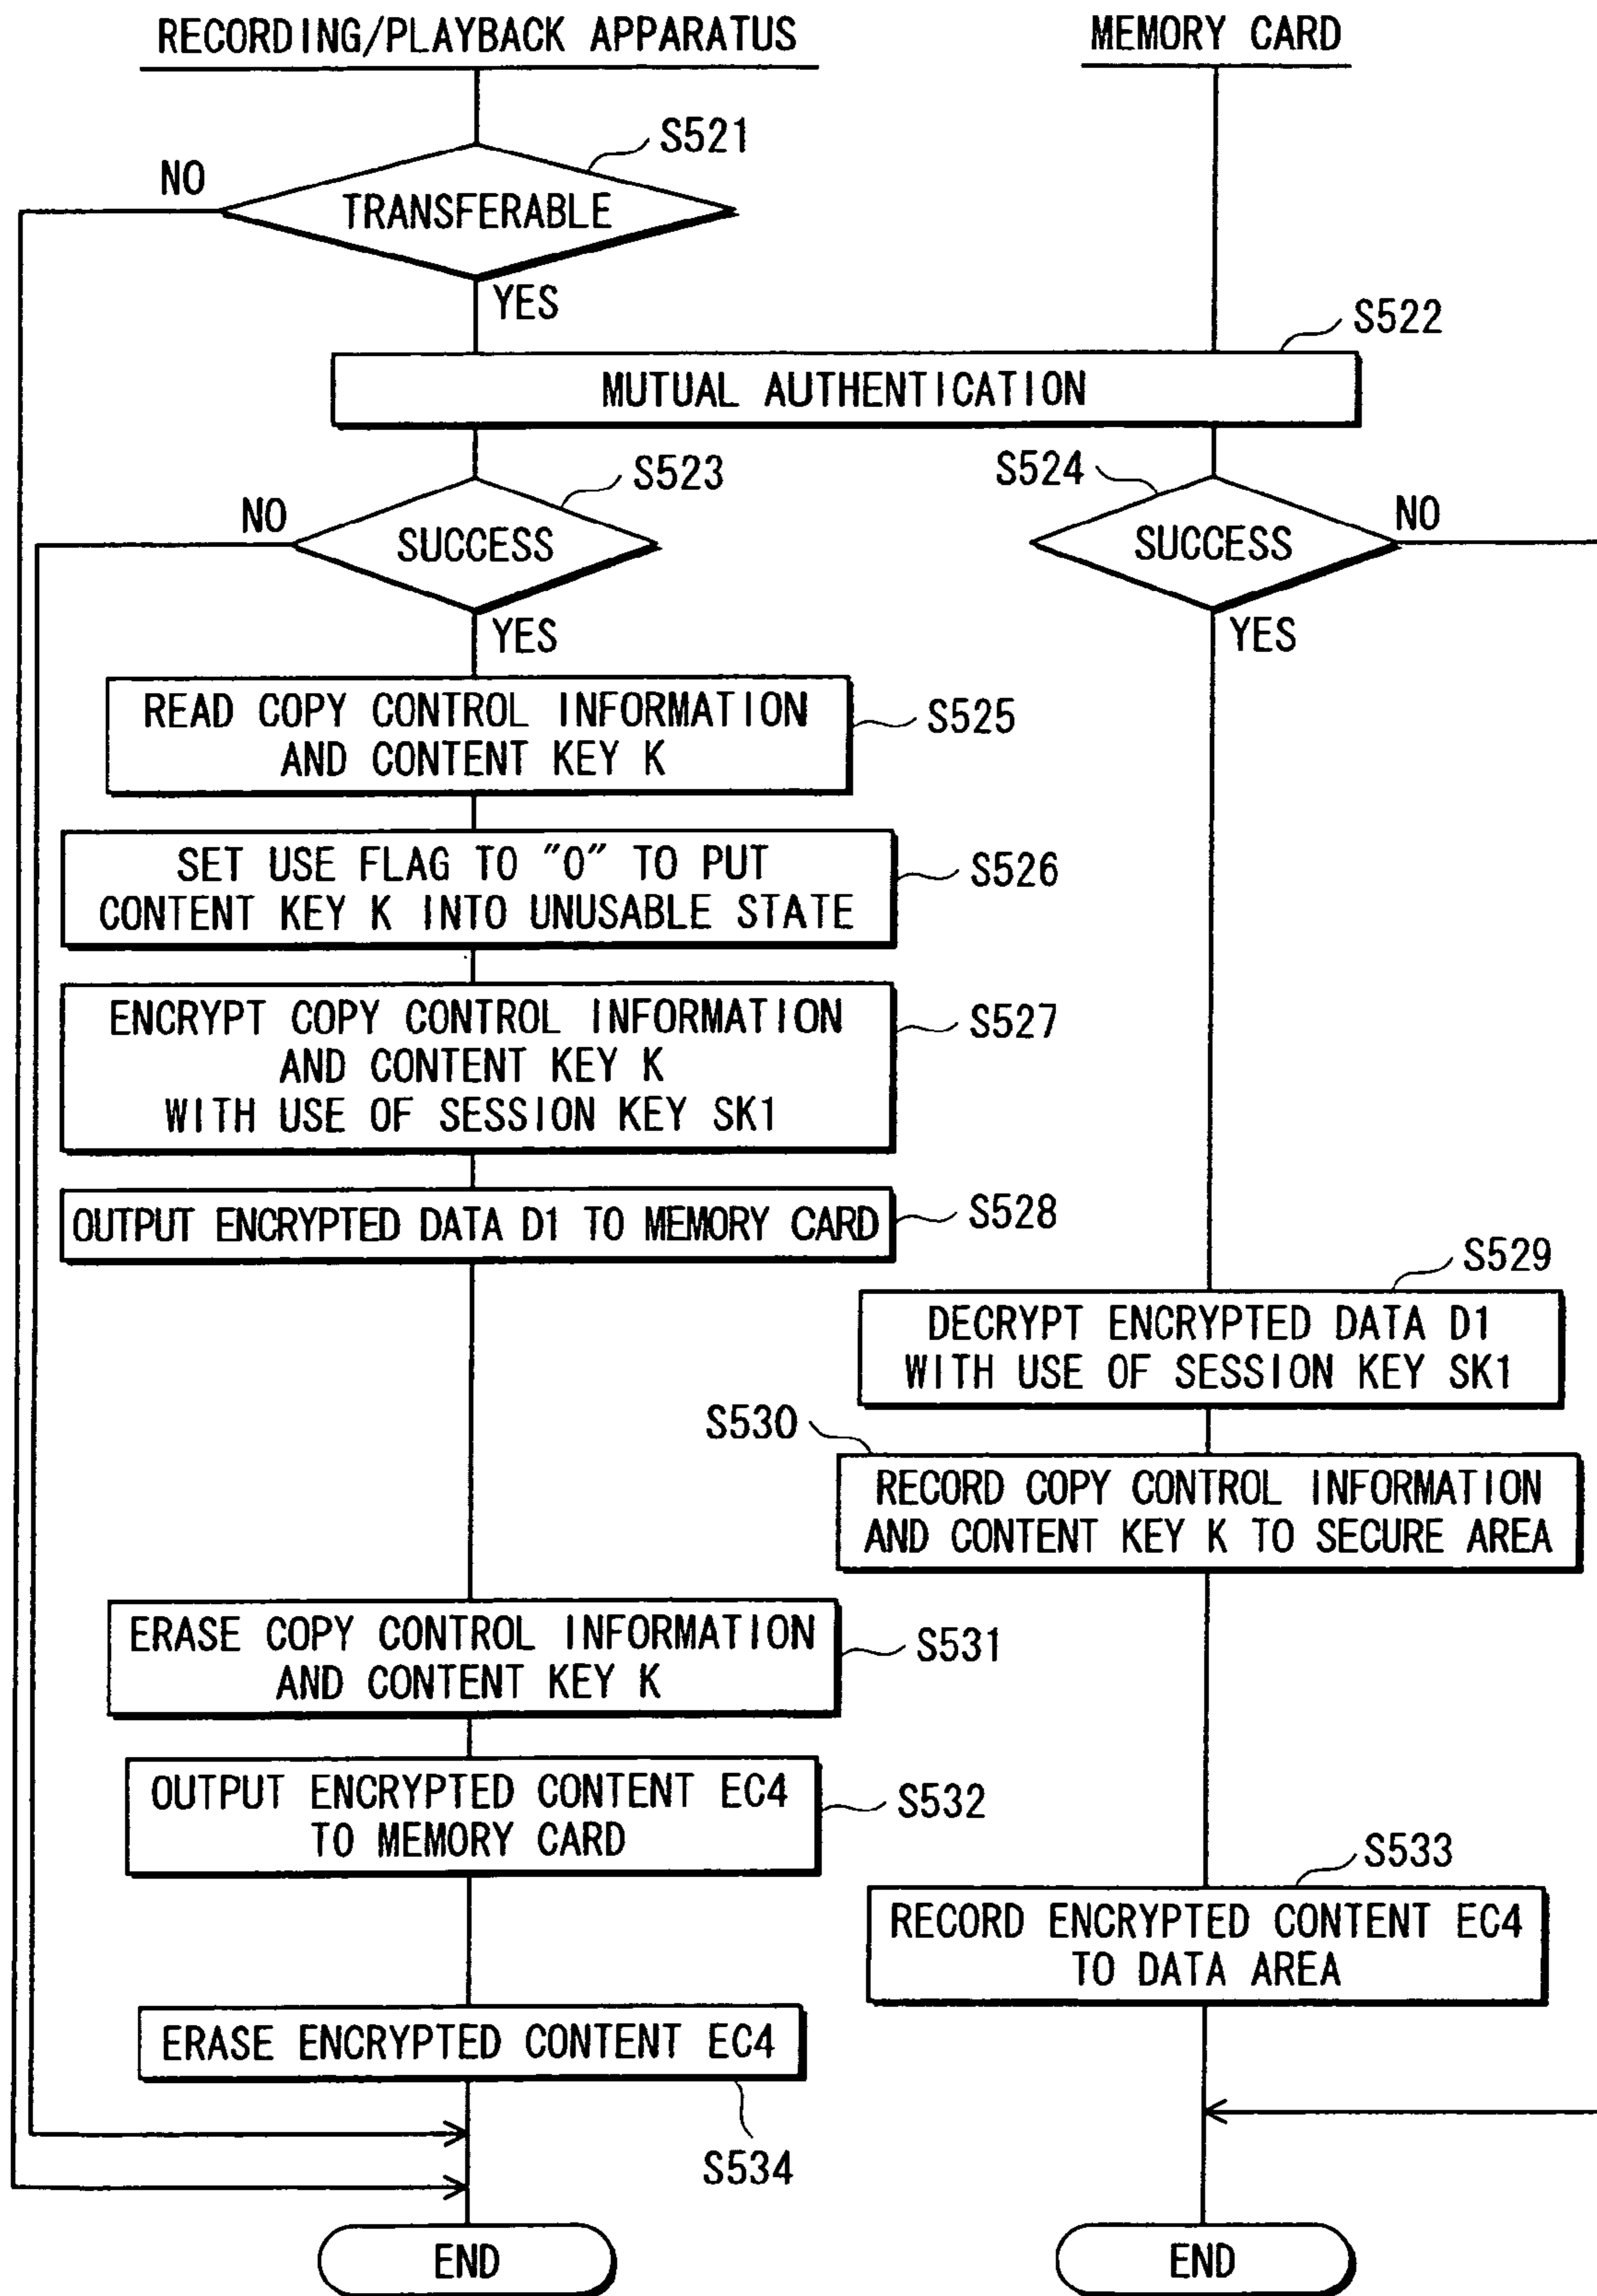 RECORDING/PLAYBACK APPARATUS
MEMORY CARD
S521
NO
TRANSFERABLE
YES
S522
MUTUAL AUTHENTICATION
S523
NO
SUCCESS
YES
S524
NO
SUCCESS
YES
READ COPY CONTROL INFORMATION
AND CONTENT KEY K
S525
SET USE FLAG TO "0" TO PUT
CONTENT KEY K INTO UNUSABLE STATE
S526
ENCRYPT COPY CONTROL INFORMATION
AND CONTENT KEY K
WITH USE OF SESSION KEY SK1
S527
OUTPUT ENCRYPTED DATA D1 TO MEMORY CARD
S528
S529
DECRYPT ENCRYPTED DATA D1
WITH USE OF SESSION KEY SK1
S530
RECORD COPY CONTROL INFORMATION
AND CONTENT KEY K TO SECURE AREA
ERASE COPY CONTROL INFORMATION
AND CONTENT KEY K
S531
OUTPUT ENCRYPTED CONTENT EC4
TO MEMORY CARD
S532
S533
RECORD ENCRYPTED CONTENT EC4
TO DATA AREA
ERASE ENCRYPTED CONTENT EC4
S534
END
END